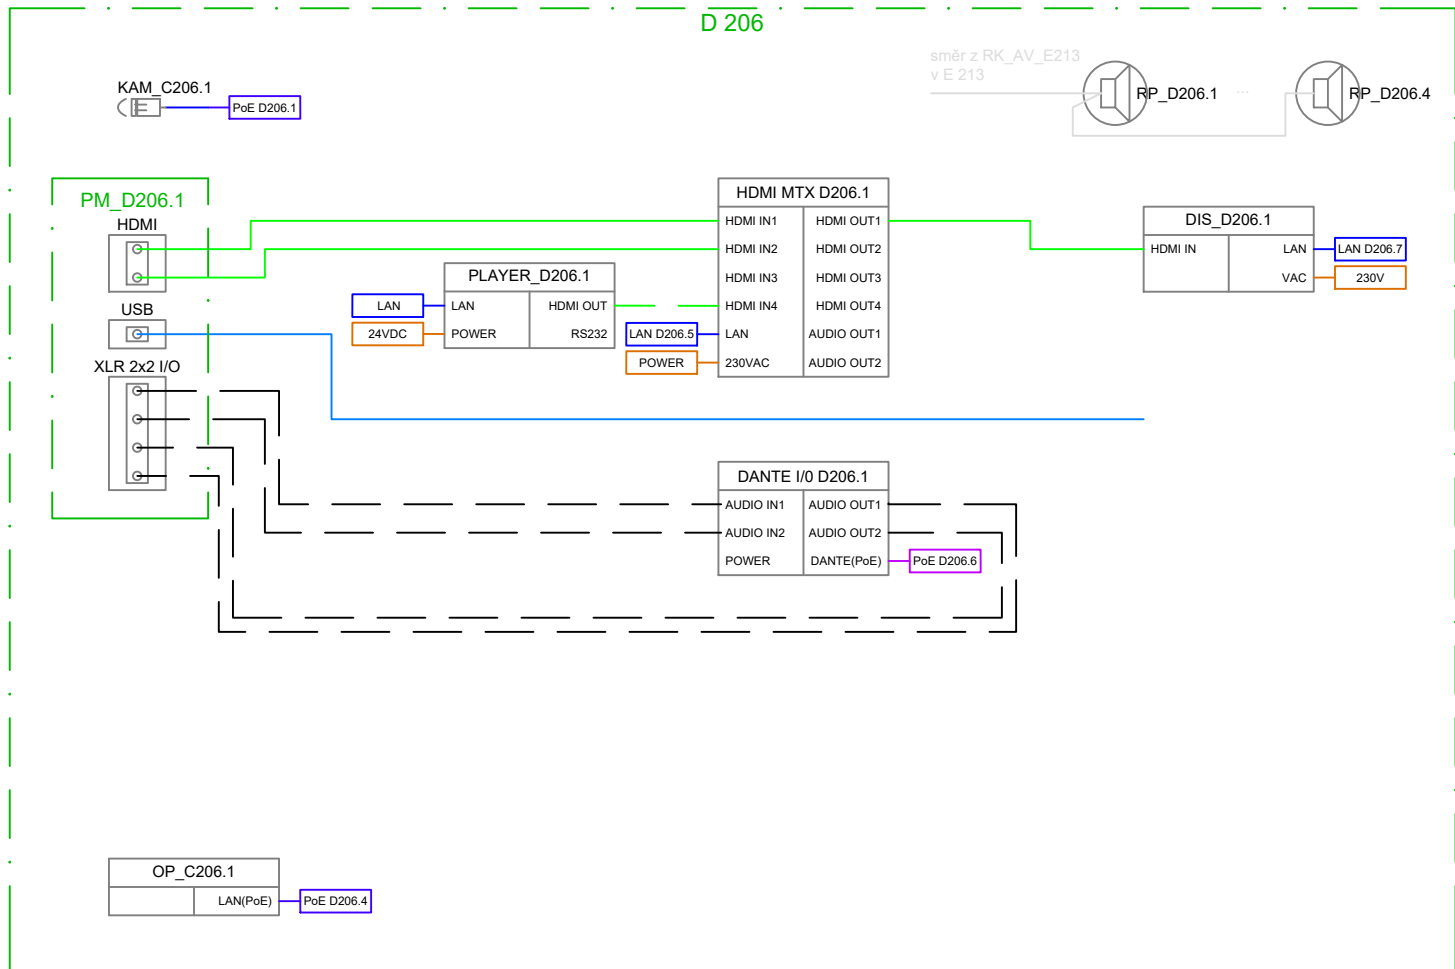 D 206
směr z RK_AV_E213
v E 213
KAM_C206.1
PoE D206.1
RP_D206.1
...
RP_D206.4
PM_D206.1
HDMI
USB
XLR 2x2 I/O
HDMI MTX D206.1
HDMI IN1
HDMI OUT1
HDMI IN2
HDMI OUT2
HDMI IN3
HDMI OUT3
HDMI IN4
HDMI OUT4
LAN D206.5
LAN
AUDIO OUT1
POWER
230VAC
AUDIO OUT2
PLAYER_D206.1
LAN
LAN
HDMI OUT
24VDC
POWER
RS232
DIS_D206.1
HDMI IN
LAN
LAN D206.7
VAC
230V
DANTE I/0 D206.1
AUDIO IN1
AUDIO OUT1
AUDIO IN2
AUDIO OUT2
POWER
DANTE(PoE)
PoE D206.6
OP_C206.1
LAN(PoE)
PoE D206.4